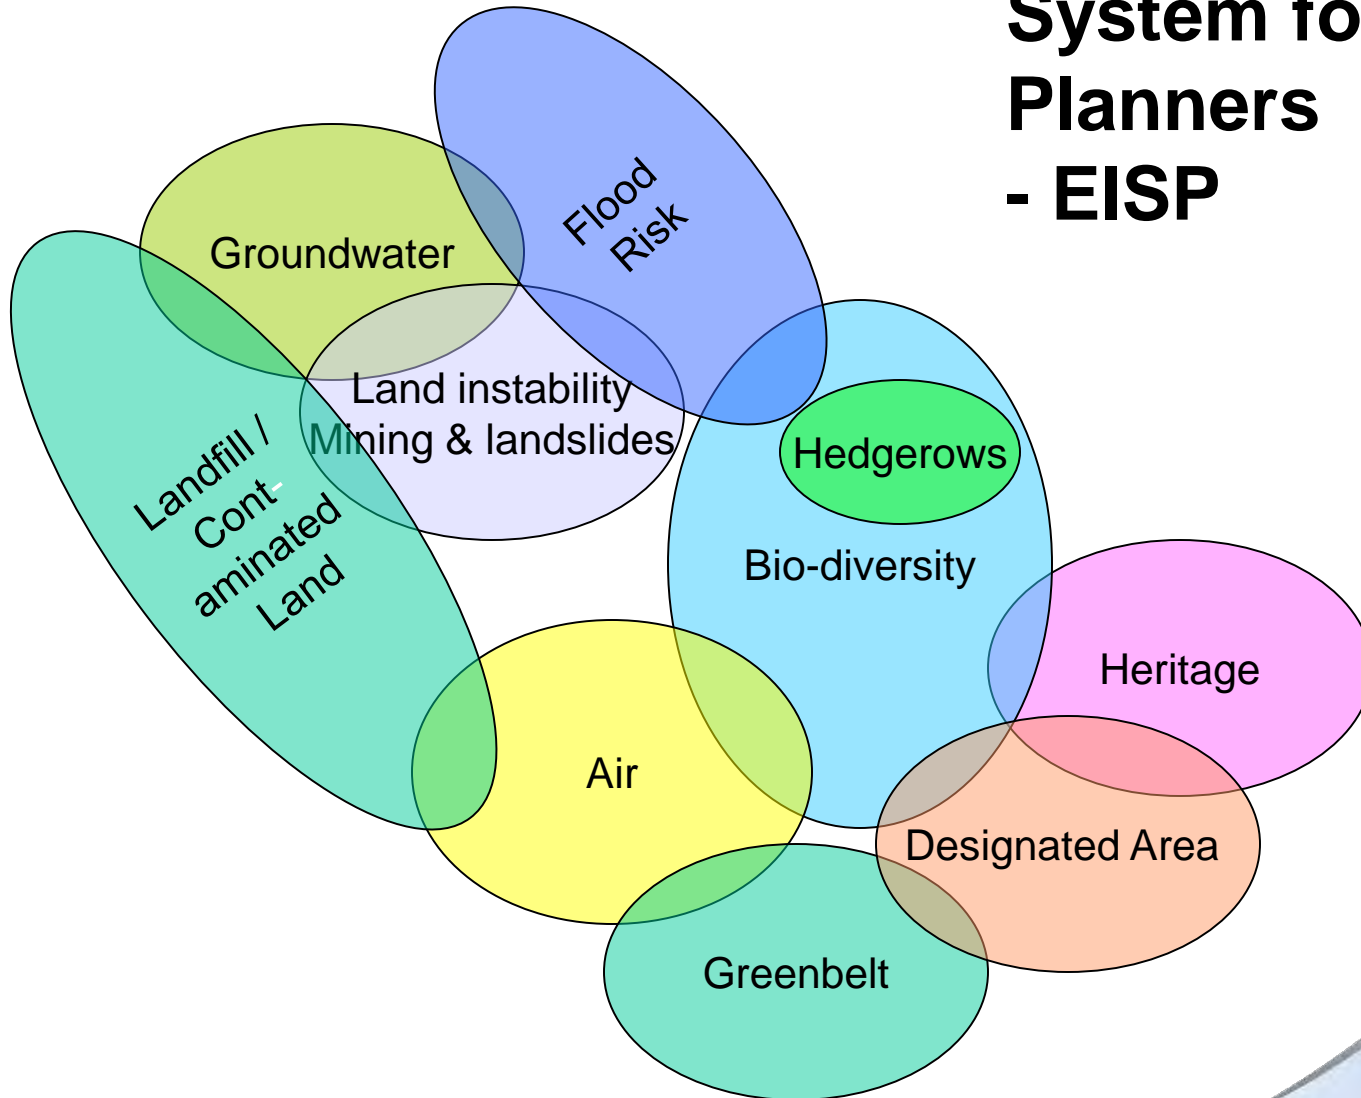 System fo
Planners
- EISP
Flood
Risk
Groundwater
Land instability
Mining & landslides
Landfill /
Cont-
aminated
Land
Hedgerows
Bio-diversity
Heritage
Air
Designated Area
Greenbelt